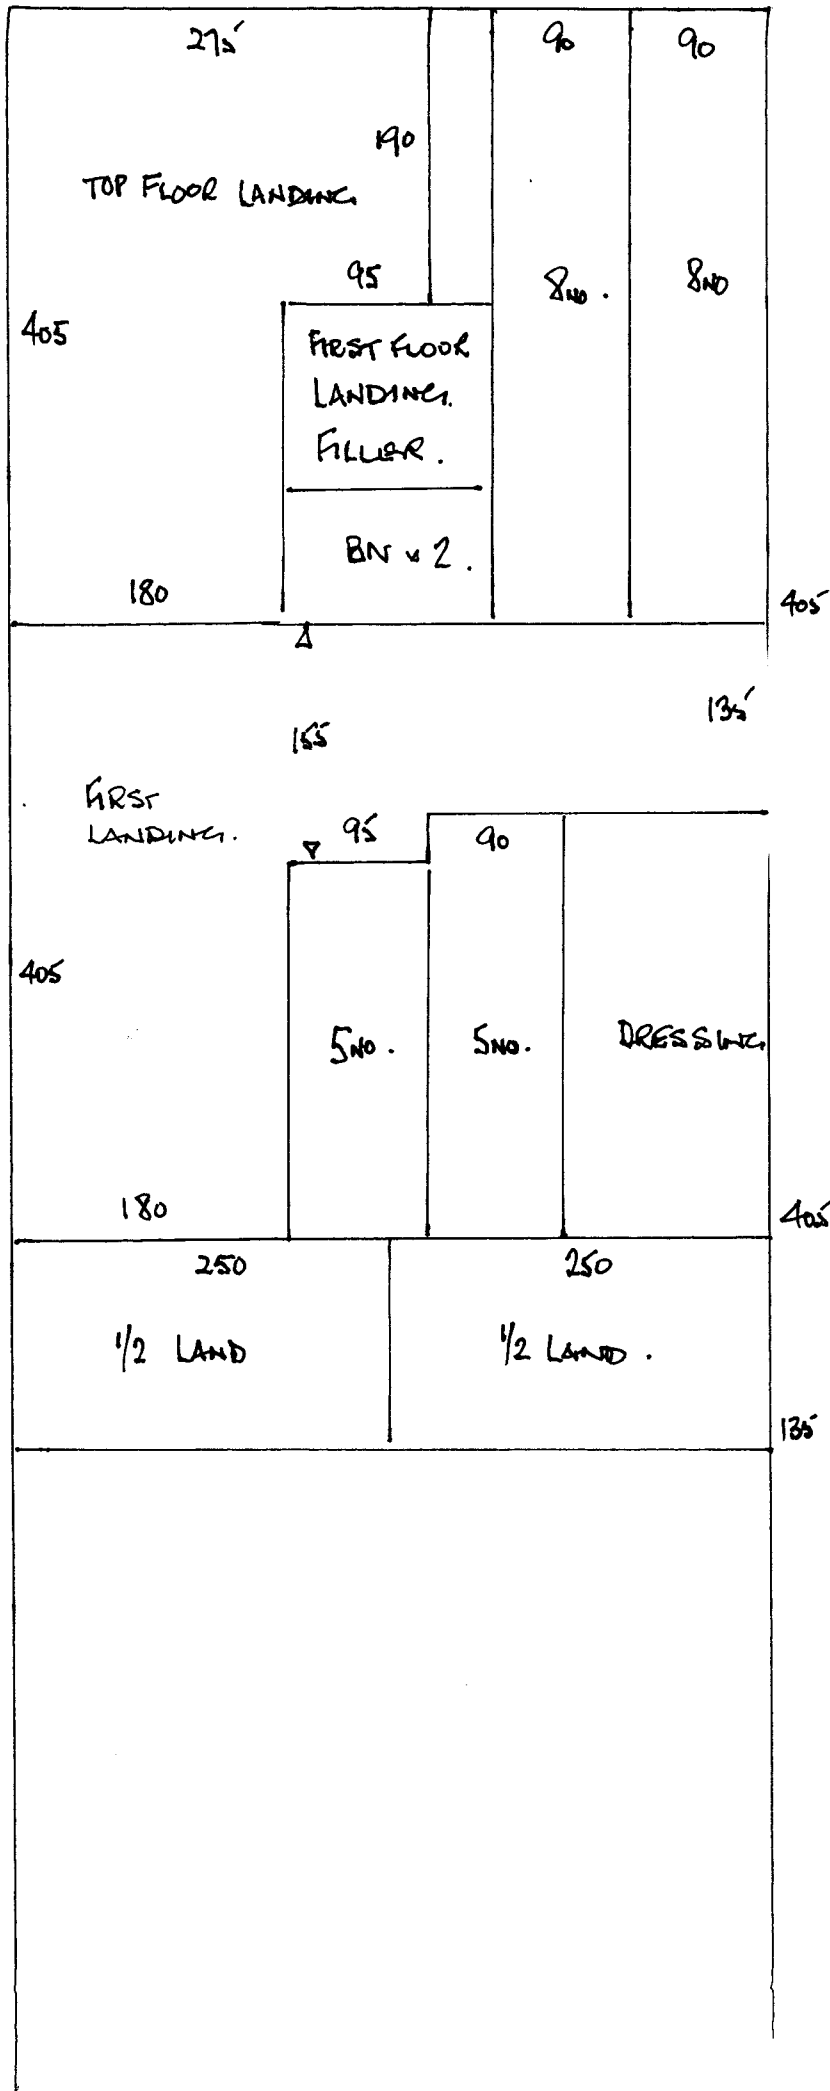 275
90
90
190
TOP FLOOR LANDING
95
8NO.
8NO
405
FIRST FLOOR
LANDING.
FILLER.
BN x 2.
180
405
135
155
FIRST
LANDING.
95
90
405
5NO.
5NO.
DRESSING
180
405
250
250
1/2 LAND
1/2 LAND.
135